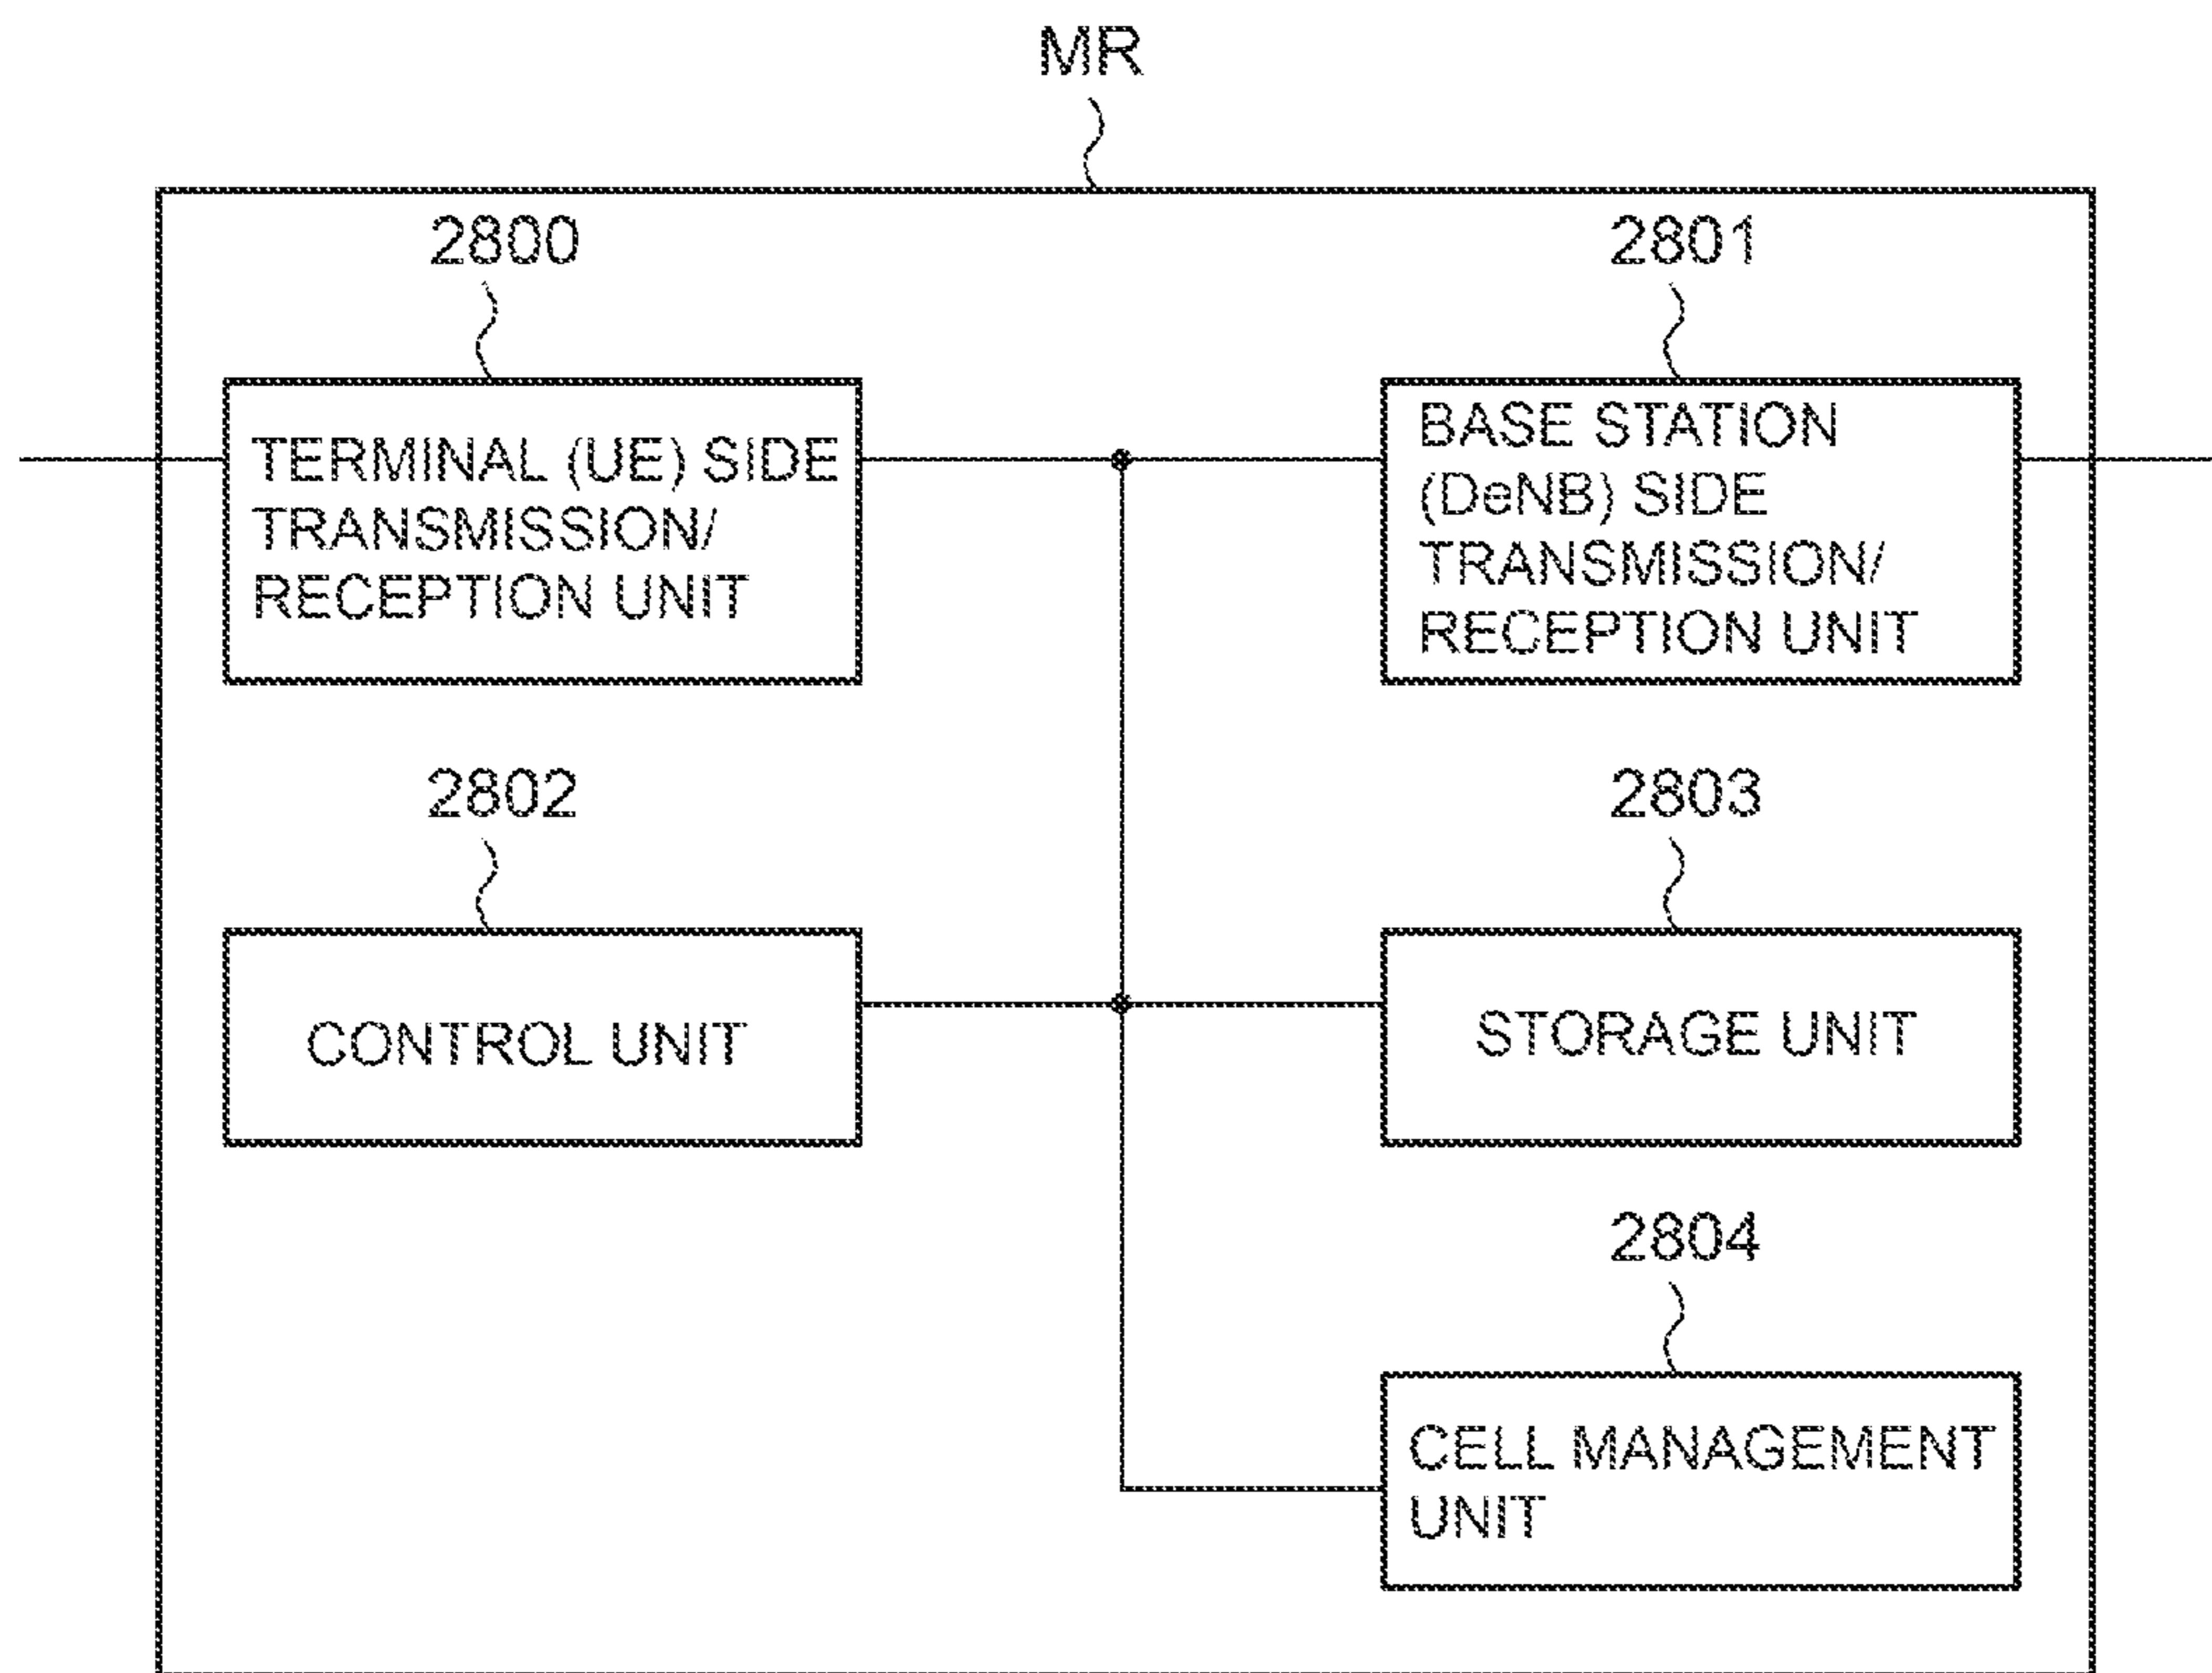 MR
2800
2801
TERMINAL (UE) SIDE
TRANSMISSION/
RECEPTION UNIT
BASE STATION
(DeNB) SIDE
TRANSMISSION/
RECEPTION UNIT
2802
2803
CONTROL UNIT
STORAGE UNIT
2804
CELL MANAGEMENT
UNIT